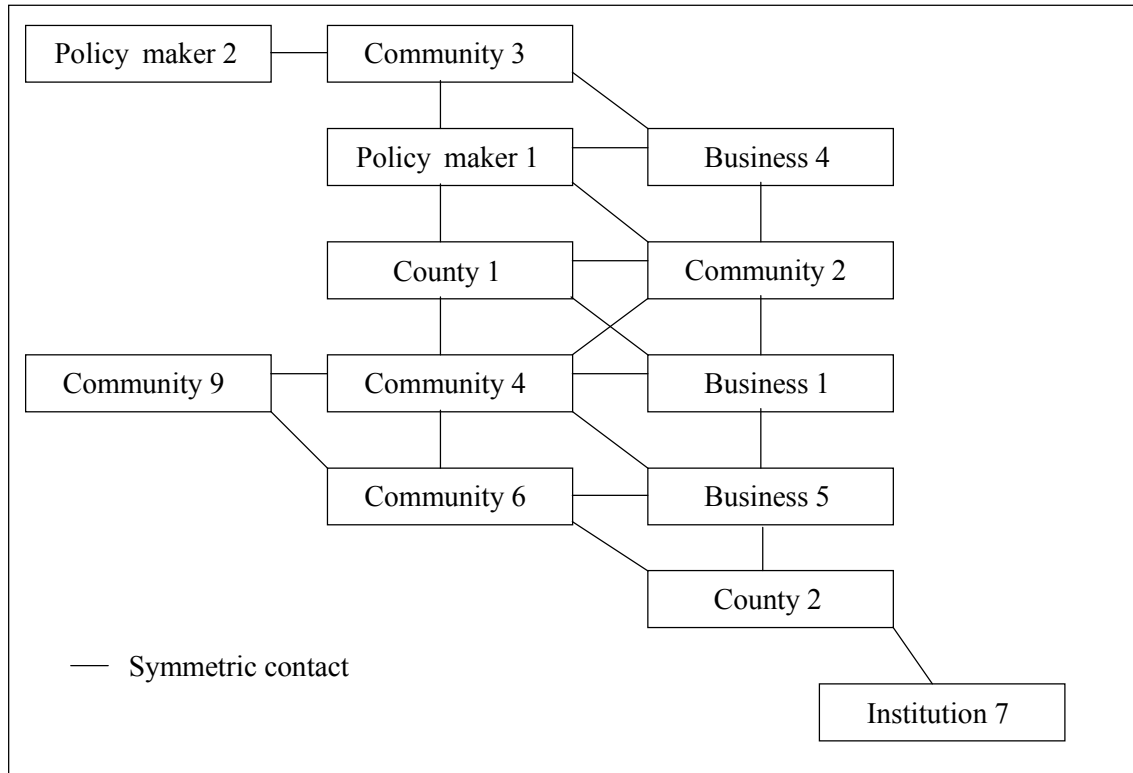 Policy maker 2
Community 3
Policy maker 1
Business 4
County 1
Community 2
Community 9
Community 4
Business 1
Community 6
Business 5
County 2
Symmetric contact
Institution 7